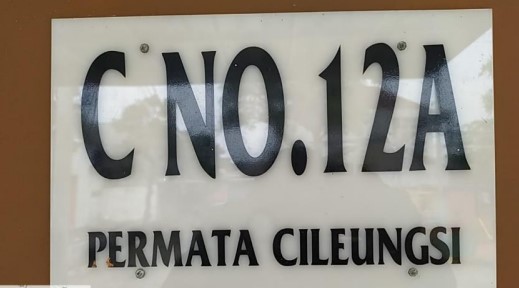 C NO.12A
PERMATA CILEUNGSI